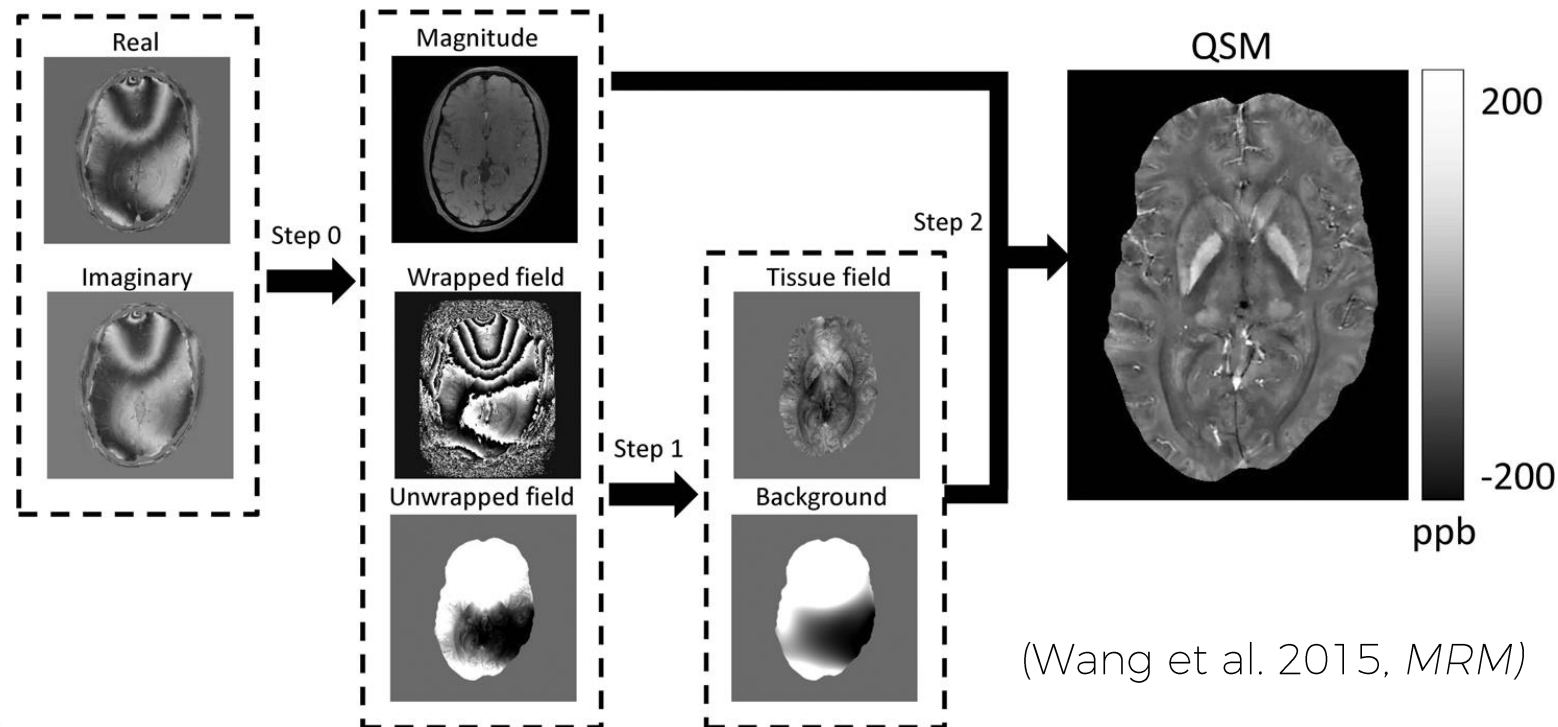 Real
Imaginary
Step 0
Magnitude
Wrapped field
Unwrapped field
Step 1
Tissue field
Background
Step 2
QSM
200
-200
ppb
(Wang et al. 2015, MRM)